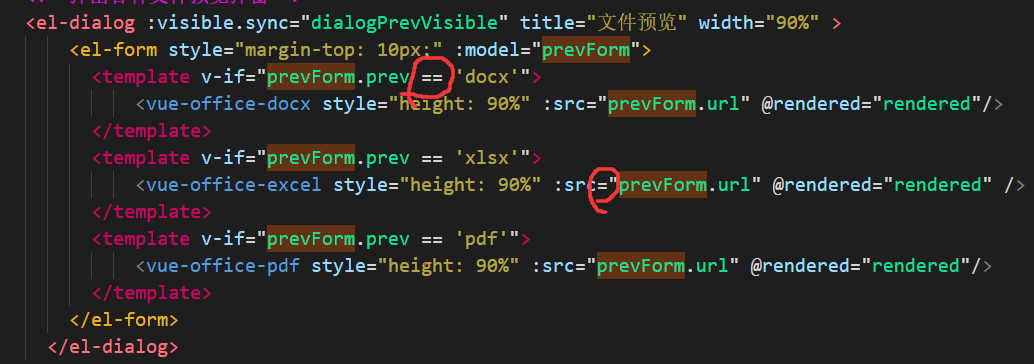 <el-dialog :visible.sync="dialogPrevVisible" title="文件预览" width="90%" >
<el-form style="margin-top: 10px;" :model="prevForm">
<template v-if="prevForm.prev == 'docx'">
<vue-office-docx style="height: 90%" :src="prevForm.url" @rendered="rendered"/>
</template>
<template v-if="prevForm.prev == 'xlsx'">
<vue-office-excel style="height: 90%" :src="prevForm.url" @rendered="rendered" />
</template>
<template v-if="prevForm.prev == 'pdf'">
<vue-office-pdf style="height: 90%" :src="prevForm.url" @rendered="rendered"/>
</template>
</el-form>
</el-dialog>